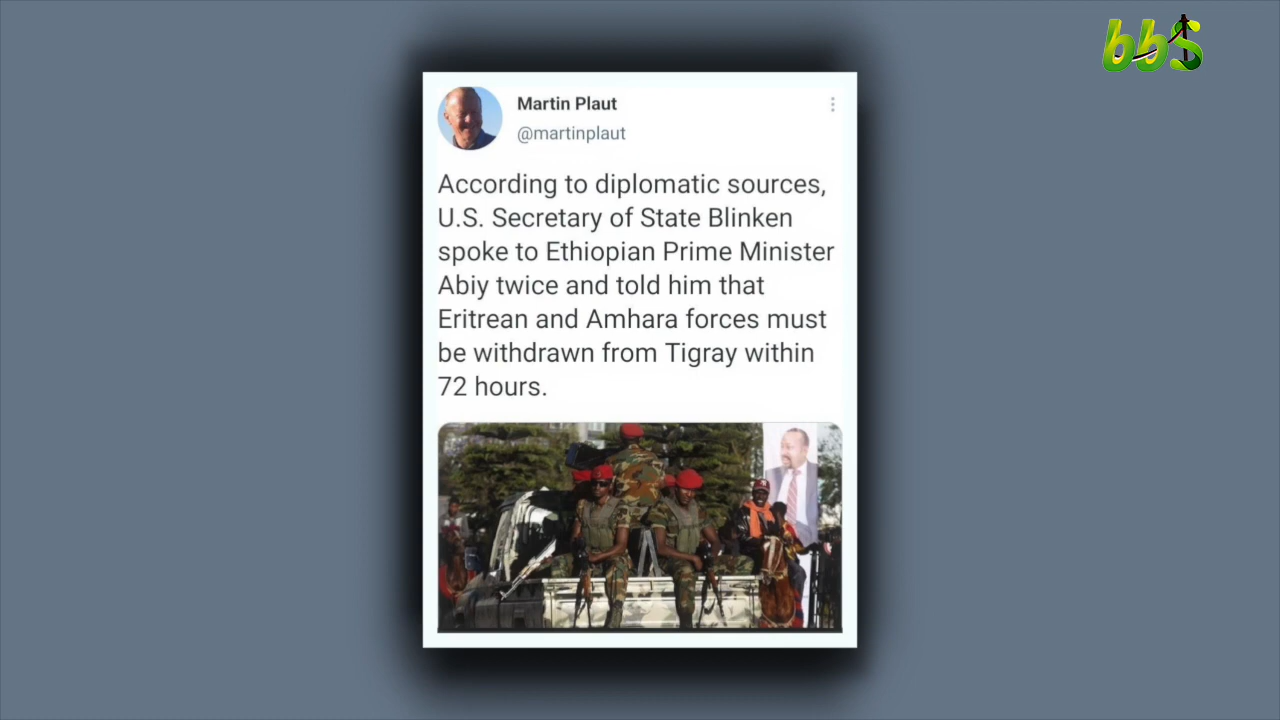 bbS
Martin Plaut
@martinplaut
According to diplomatic sources,
U.S. Secretary of State Blinken
spoke to Ethiopian Prime Minister
Abiy twice and told him that
Eritrean and Amhara forces must
be withdrawn from Tigray within
72 hours.